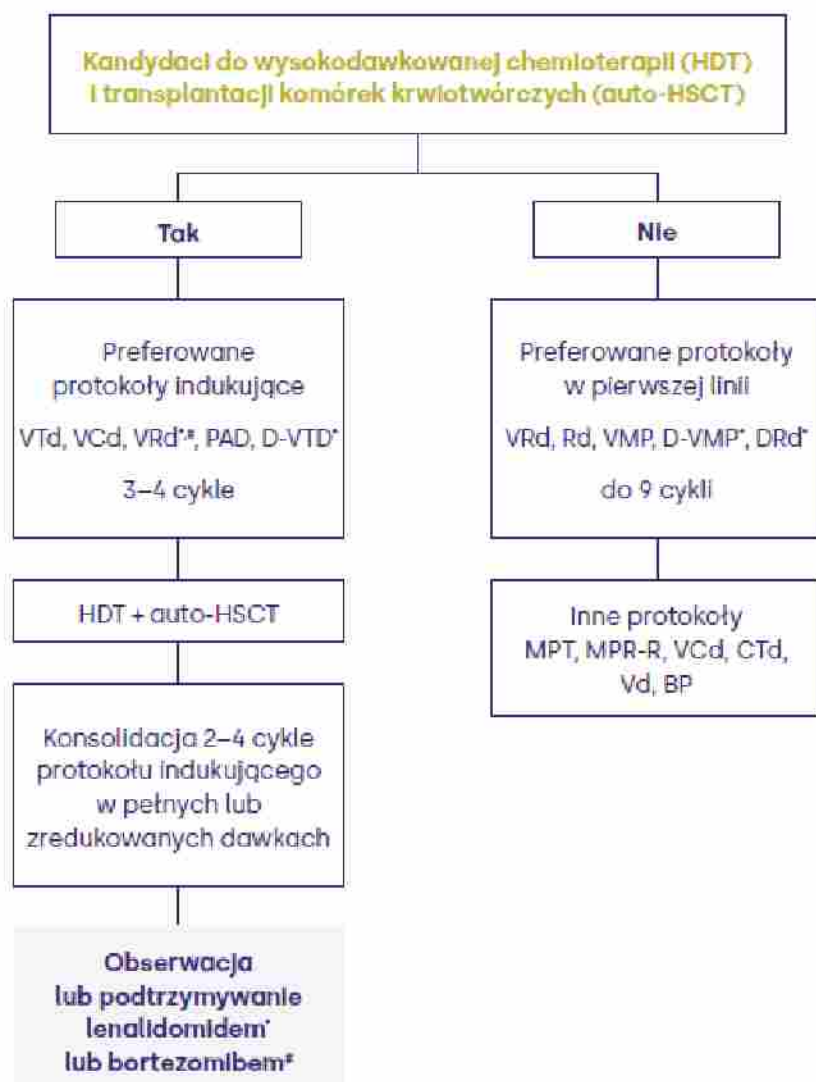 Kandydaci do wysokodawkowanej chemioterapii (HDT)
i transplantacji komórek krwiotwórczych (auto-HSCT)
Tak
Preferowane
protokoły indukujące
VTd, VCd, VRd*,#, PAD, D-VTD*
3–4 cykle
HDT + auto-HSCT
Konsolidacja 2–4 cykle
protokołu indukującego
w pełnych lub
zredukowanych dawkach
Obserwacja
lub podtrzymywanie
lenalidomidem*
lub bortezomibem#
Nie
Preferowane protokoły
w pierwszej linii
VRd, Rd, VMP, D-VMP*, DRd*
do 9 cykli
Inne protokoły
MPT, MPR-R, VCd, CTd,
Vd, BP